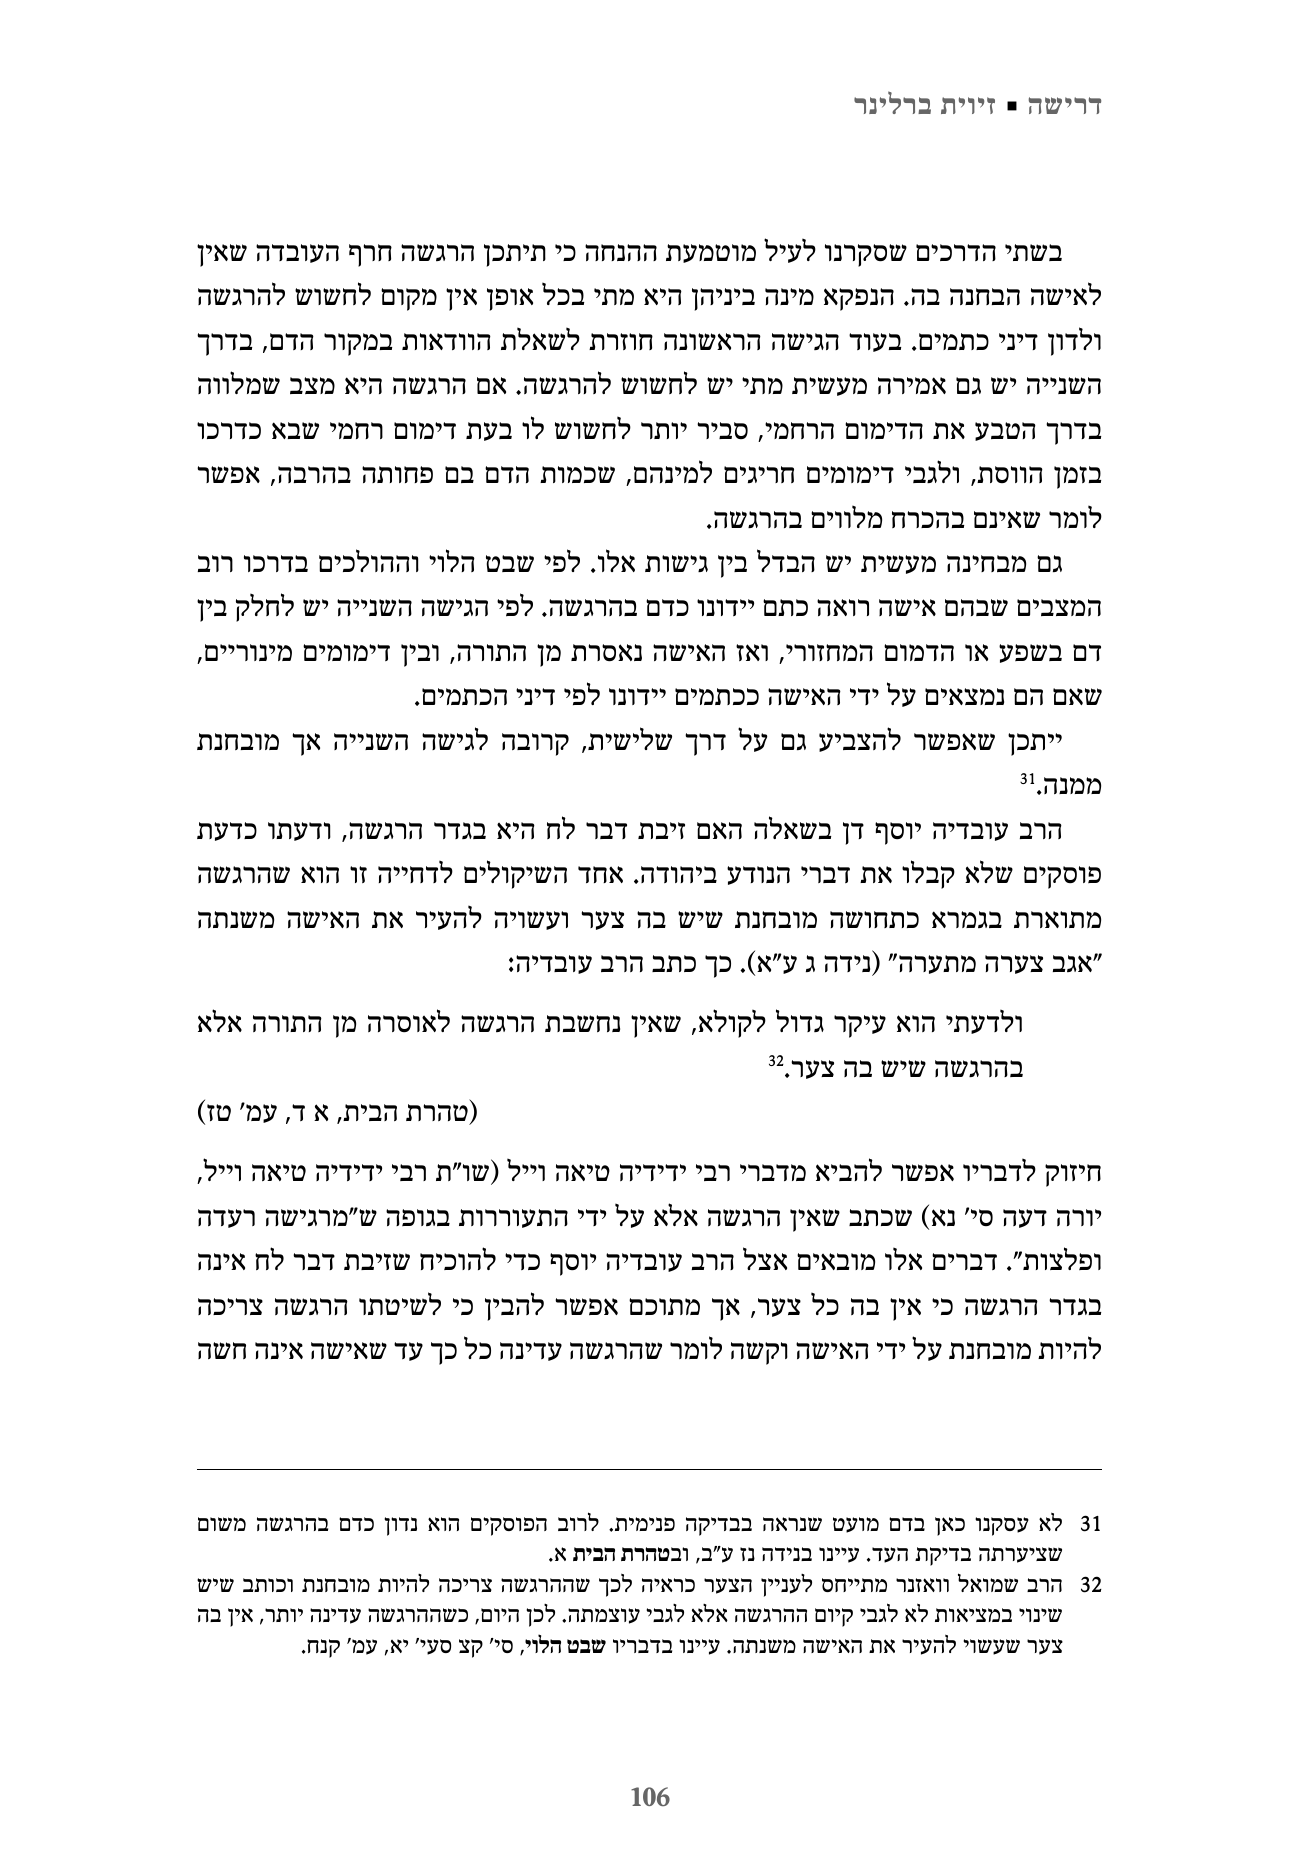 דרישה ▪ זיוית ברלינר
בשתי הדרכים שסקרנו לעיל מוטמעת ההנחה כי תיתכן הרגשה חרף העובדה שאין
לאישה הבחנה בה. הנפקא מינה ביניהן היא מתי בכל אופן אין מקום לחשוש להרגשה
ולדון דיני כתמים. בעוד הגישה הראשונה חוזרת לשאלת הוודאות במקור הדם, בדרך
השנייה יש גם אמירה מעשית מתי יש לחשוש להרגשה. אם הרגשה היא מצב שמלווה
בדרך הטבע את הדימום הרחמי, סביר יותר לחשוש לו בעת דימום רחמי שבא כדרכו
בזמן הווסת, ולגבי דימומים חריגים למינהם, שכמות הדם בם פחותה בהרבה, אפשר
לומר שאינם בהכרח מלווים בהרגשה.
גם מבחינה מעשית יש הבדל בין גישות אלו. לפי שבט הלוי וההולכים בדרכו רוב
המצבים שבהם אישה רואה כתם יידונו כדם בהרגשה. לפי הגישה השנייה יש לחלק בין
דם בשפע או הדמום המחזורי, ואז האישה נאסרת מן התורה, ובין דימומים מינוריים,
שאם הם נמצאים על ידי האישה ככתמים יידונו לפי דיני הכתמים.
ייתכן שאפשר להצביע גם על דרך שלישית, קרובה לגישה השנייה אך מובחנת
ממנה.31
הרב עובדיה יוסף דן בשאלה האם זיבת דבר לח היא בגדר הרגשה, ודעתו כדעת
פוסקים שלא קבלו את דברי הנודע ביהודה. אחד השיקולים לדחייה זו הוא שהרגשה
מתוארת בגמרא כתחושה מובחנת שיש בה צער ועשויה להעיר את האישה משנתה
"אגב צערה מתערה" (נידה ג ע"א). כך כתב הרב עובדיה:
ולדעתי הוא עיקר גדול לקולא, שאין נחשבת הרגשה לאוסרה מן התורה אלא
בהרגשה שיש בה צער.32
(טהרת הבית, א ד, עמ' טז)
חיזוק לדבריו אפשר להביא מדברי רבי ידידיה טיאה וייל (שו"ת רבי ידידיה טיאה וייל,
יורה דעה סי' נא) שכתב שאין הרגשה אלא על ידי התעוררות בגופה ש"מרגישה רעדה
ופלצות". דברים אלו מובאים אצל הרב עובדיה יוסף כדי להוכיח שזיבת דבר לח אינה
בגדר הרגשה כי אין בה כל צער, אך מתוכם אפשר להבין כי לשיטתו הרגשה צריכה
להיות מובחנת על ידי האישה וקשה לומר שהרגשה עדינה כל כך עד שאישה אינה חשה
31 לא עסקנו כאן בדם מועט שנראה בבדיקה פנימית. לרוב הפוסקים הוא נדון כדם בהרגשה משום
שציערתה בדיקת העד. עיינו בנידה נז ע"ב, ובטהרת הבית א.
32 הרב שמואל וואזנר מתייחס לעניין הצער כראיה לכך שההרגשה צריכה להיות מובחנת וכותב שיש
שינוי במציאות לא לגבי קיום ההרגשה אלא לגבי עוצמתה. לכן היום, כשההרגשה עדינה יותר, אין בה
צער שעשוי להעיר את האישה משנתה. עיינו בדבריו שבט הלוי, סי' קצ סעי' יא, עמ' קנח.
106